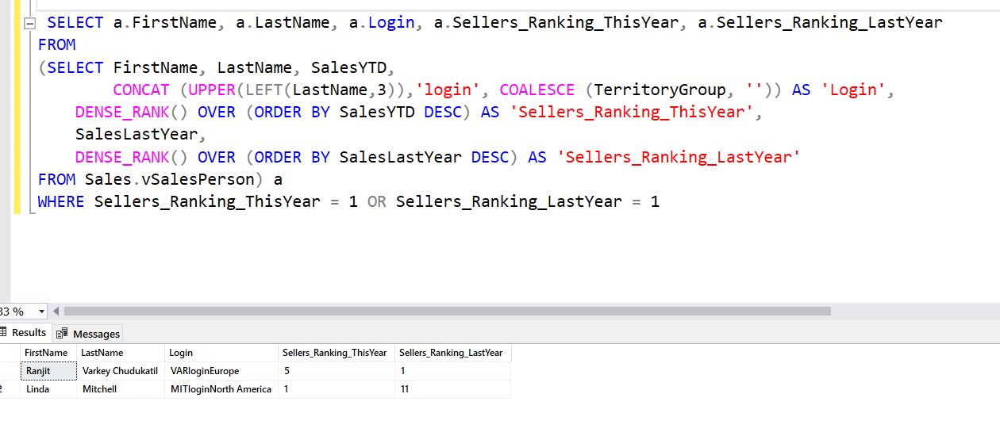 SELECT a.FirstName, a.LastName, a.Login, a.Sellers_Ranking_ThisYear, a.Sellers_Ranking_LastYear
FROM
(SELECT FirstName, LastName, SalesYTD,
CONCAT (UPPER(LEFT(LastName,3)),'login', COALESCE (TerritoryGroup, '')) AS 'Login',
DENSE_RANK() OVER (ORDER BY SalesYTD DESC) AS 'Sellers_Ranking_ThisYear',
SalesLastYear,
DENSE_RANK() OVER (ORDER BY SalesLastYear DESC) AS 'Sellers_Ranking_LastYear'
FROM Sales.vSalesPerson) a
WHERE Sellers_Ranking_ThisYear = 1 OR Sellers_Ranking_LastYear = 1
33 %
Results Messages
FirstName LastName Login Sellers_Ranking_ThisYear Sellers_Ranking_LastYear
Ranjit Varkey Chudukatil VARloginEurope 5 1
2 Linda Mitchell MITloginNorth America 1 11